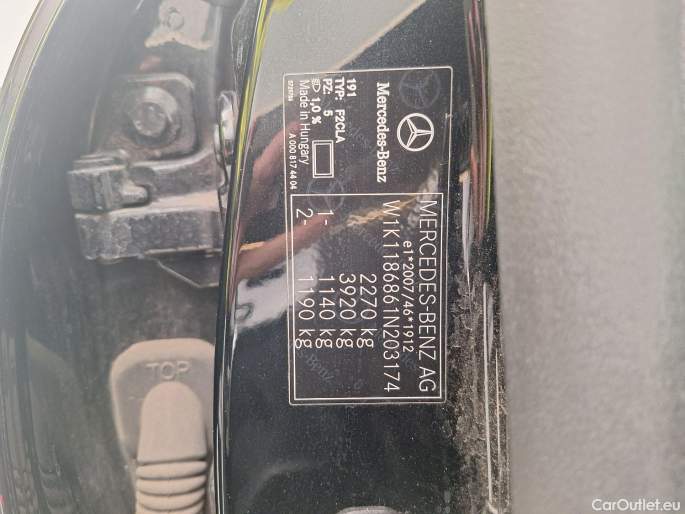 Mercedes-Benz
191
TYP: F2CLA
PZ: 5
1,0 %
Made in Hungary
A 000 817 44 04
MERCEDES-BENZ AG
e1*2007/46*1912
W1K1186861N203174
2270 kg
3920 kg
1- 1140 kg
2- 1190 kg
TOP
CarOutlet.eu